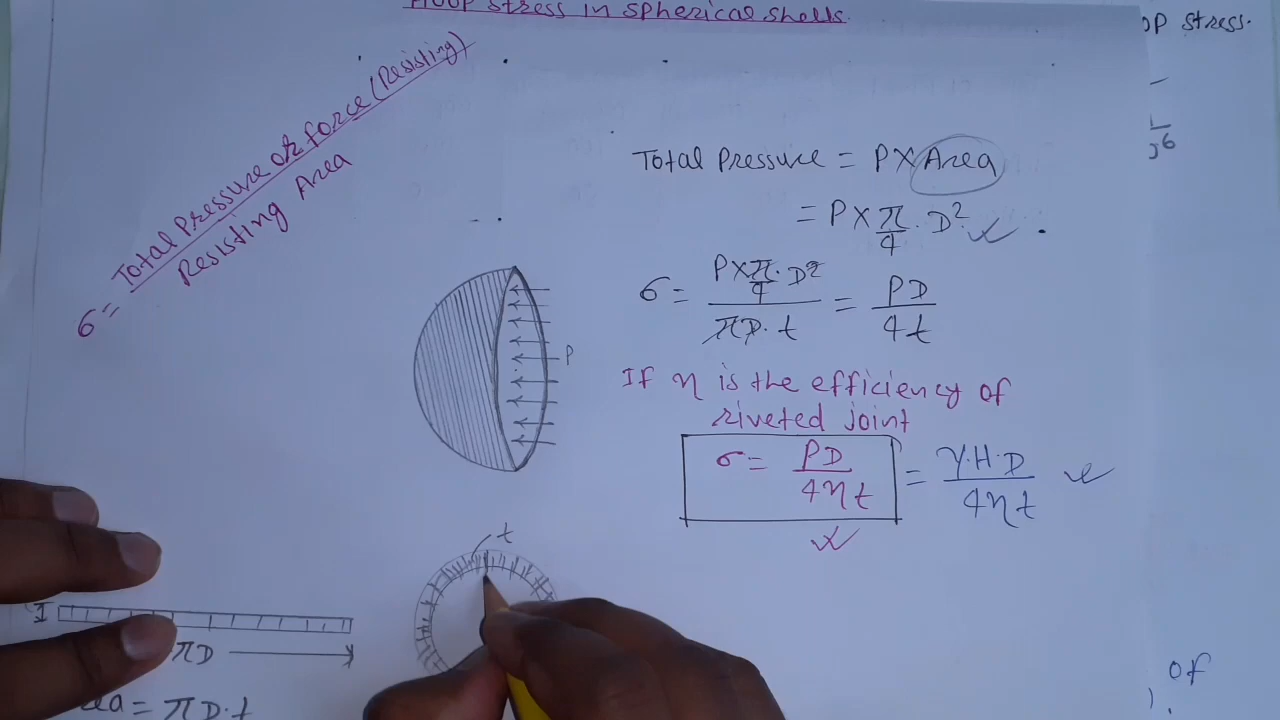 Hoop stress in spherical shells.
OP stress.
σ = Total Pressure or force (Resisting) / Resisting Area
Total Pressure = P × Area
= P × π/4 · D²
σ = P × π/4 · D² / πD · t = PD / 4t
P
If η is the efficiency of
riveted joint
σ = PD / 4ηt = γ·H·D / 4ηt
t
πD
ea = πD·t
of